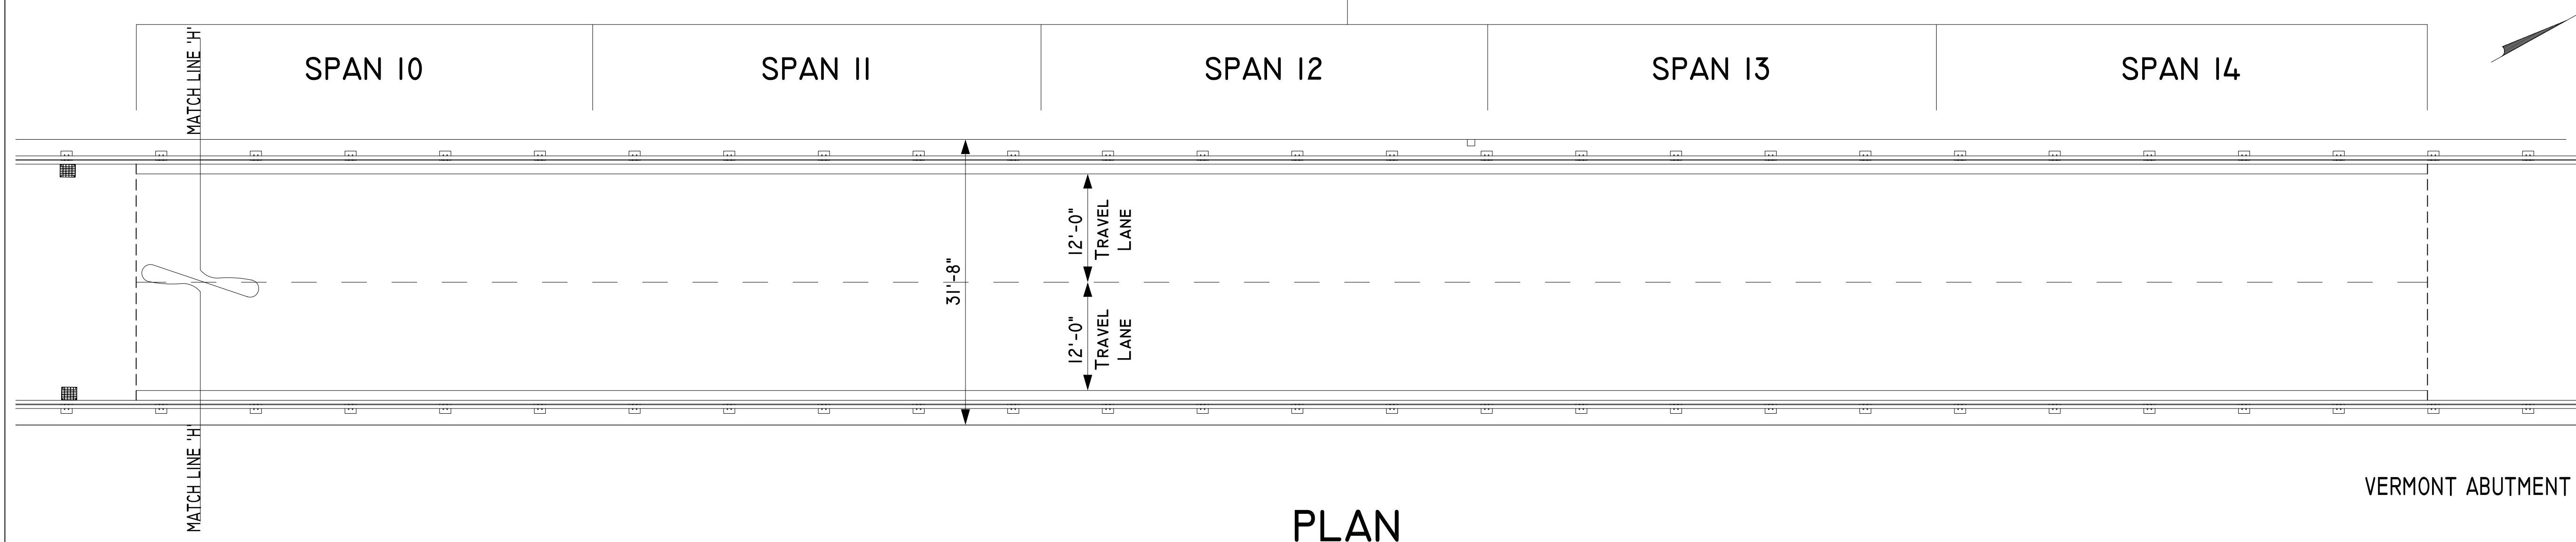 SPAN 10
SPAN 11
SPAN 12
SPAN 13
SPAN 14
MATCH LINE 'H'
31'-8"
12'-0"
TRAVEL
LANE
12'-0"
TRAVEL
LANE
MATCH LINE 'H'
VERMONT ABUTMENT
PLAN